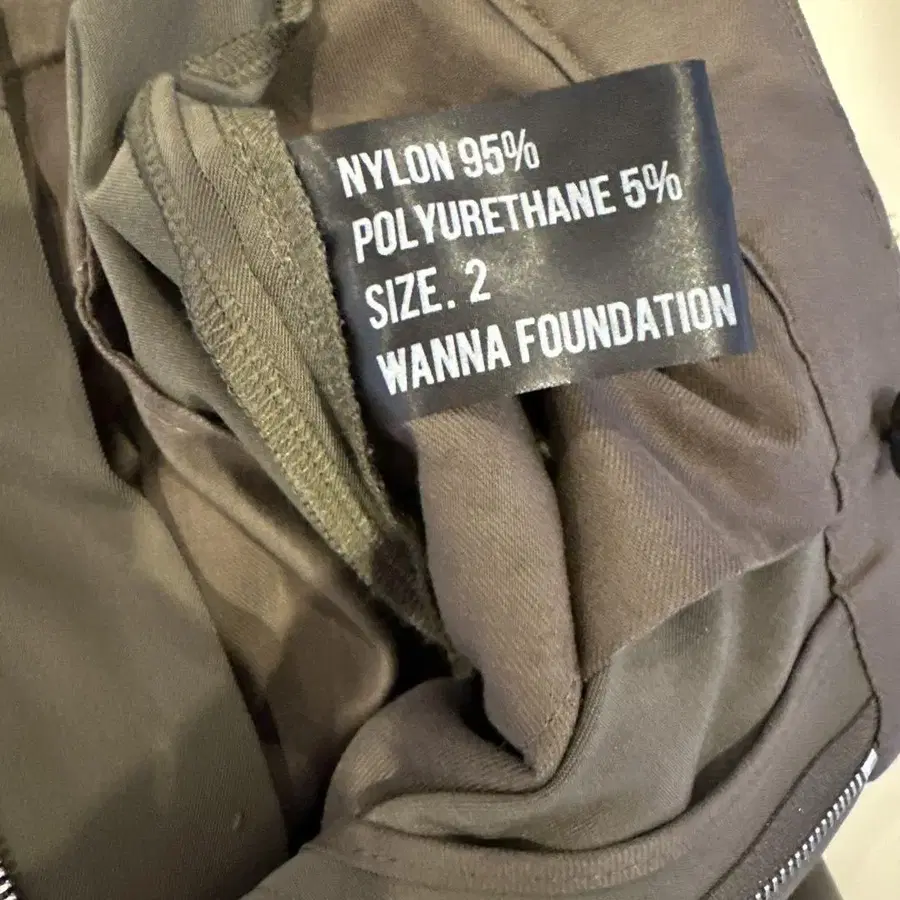 NYLON 95%
POLYURETHANE 5%
SIZE. 2
WANNA FOUNDATION